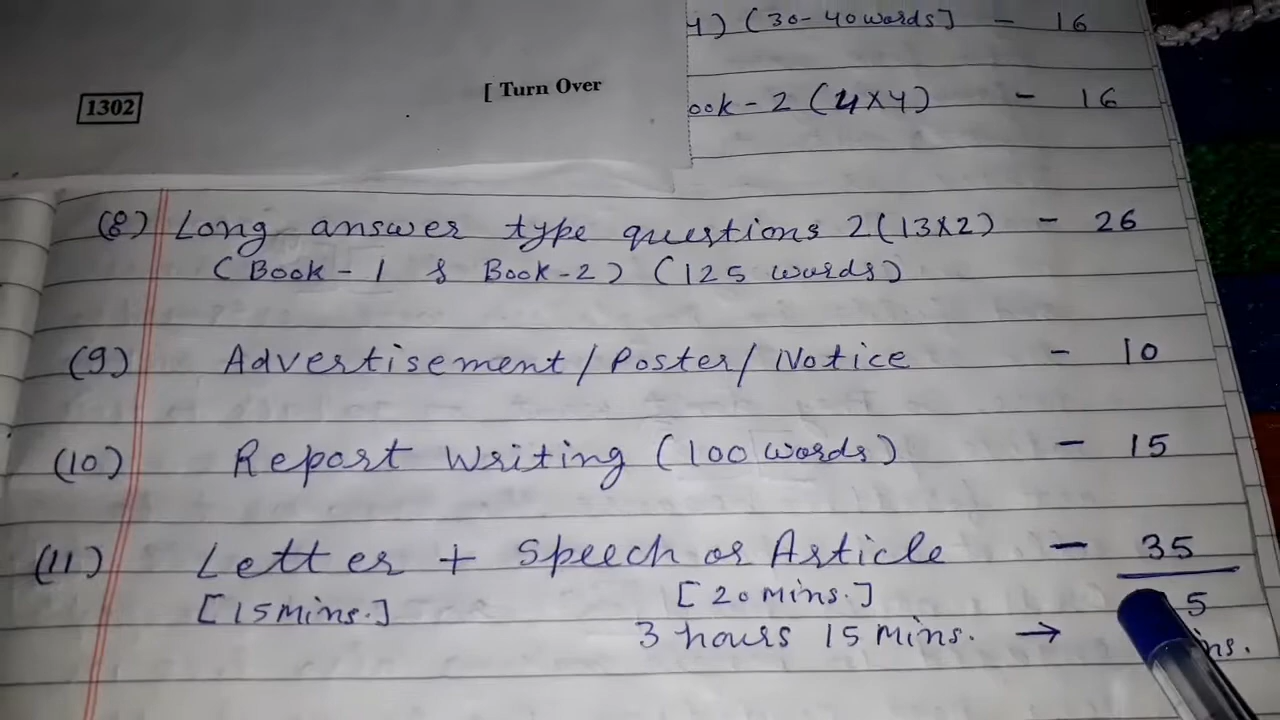 4) (30-40 words] - 16
[ Turn Over
1302
ook - 2 (4x4) - 16
(8) Long answer type questions 2(13x2) - 26
(Book - 1 & Book - 2) (125 words)
(9) Advertisement/Poster/Notice - 10
(10) Report Writing (100 words) - 15
(11) Letter + Speech or Article - 35
[15 Mins.] [20 Mins.] 5
3 hours 15 Mins. → ins.